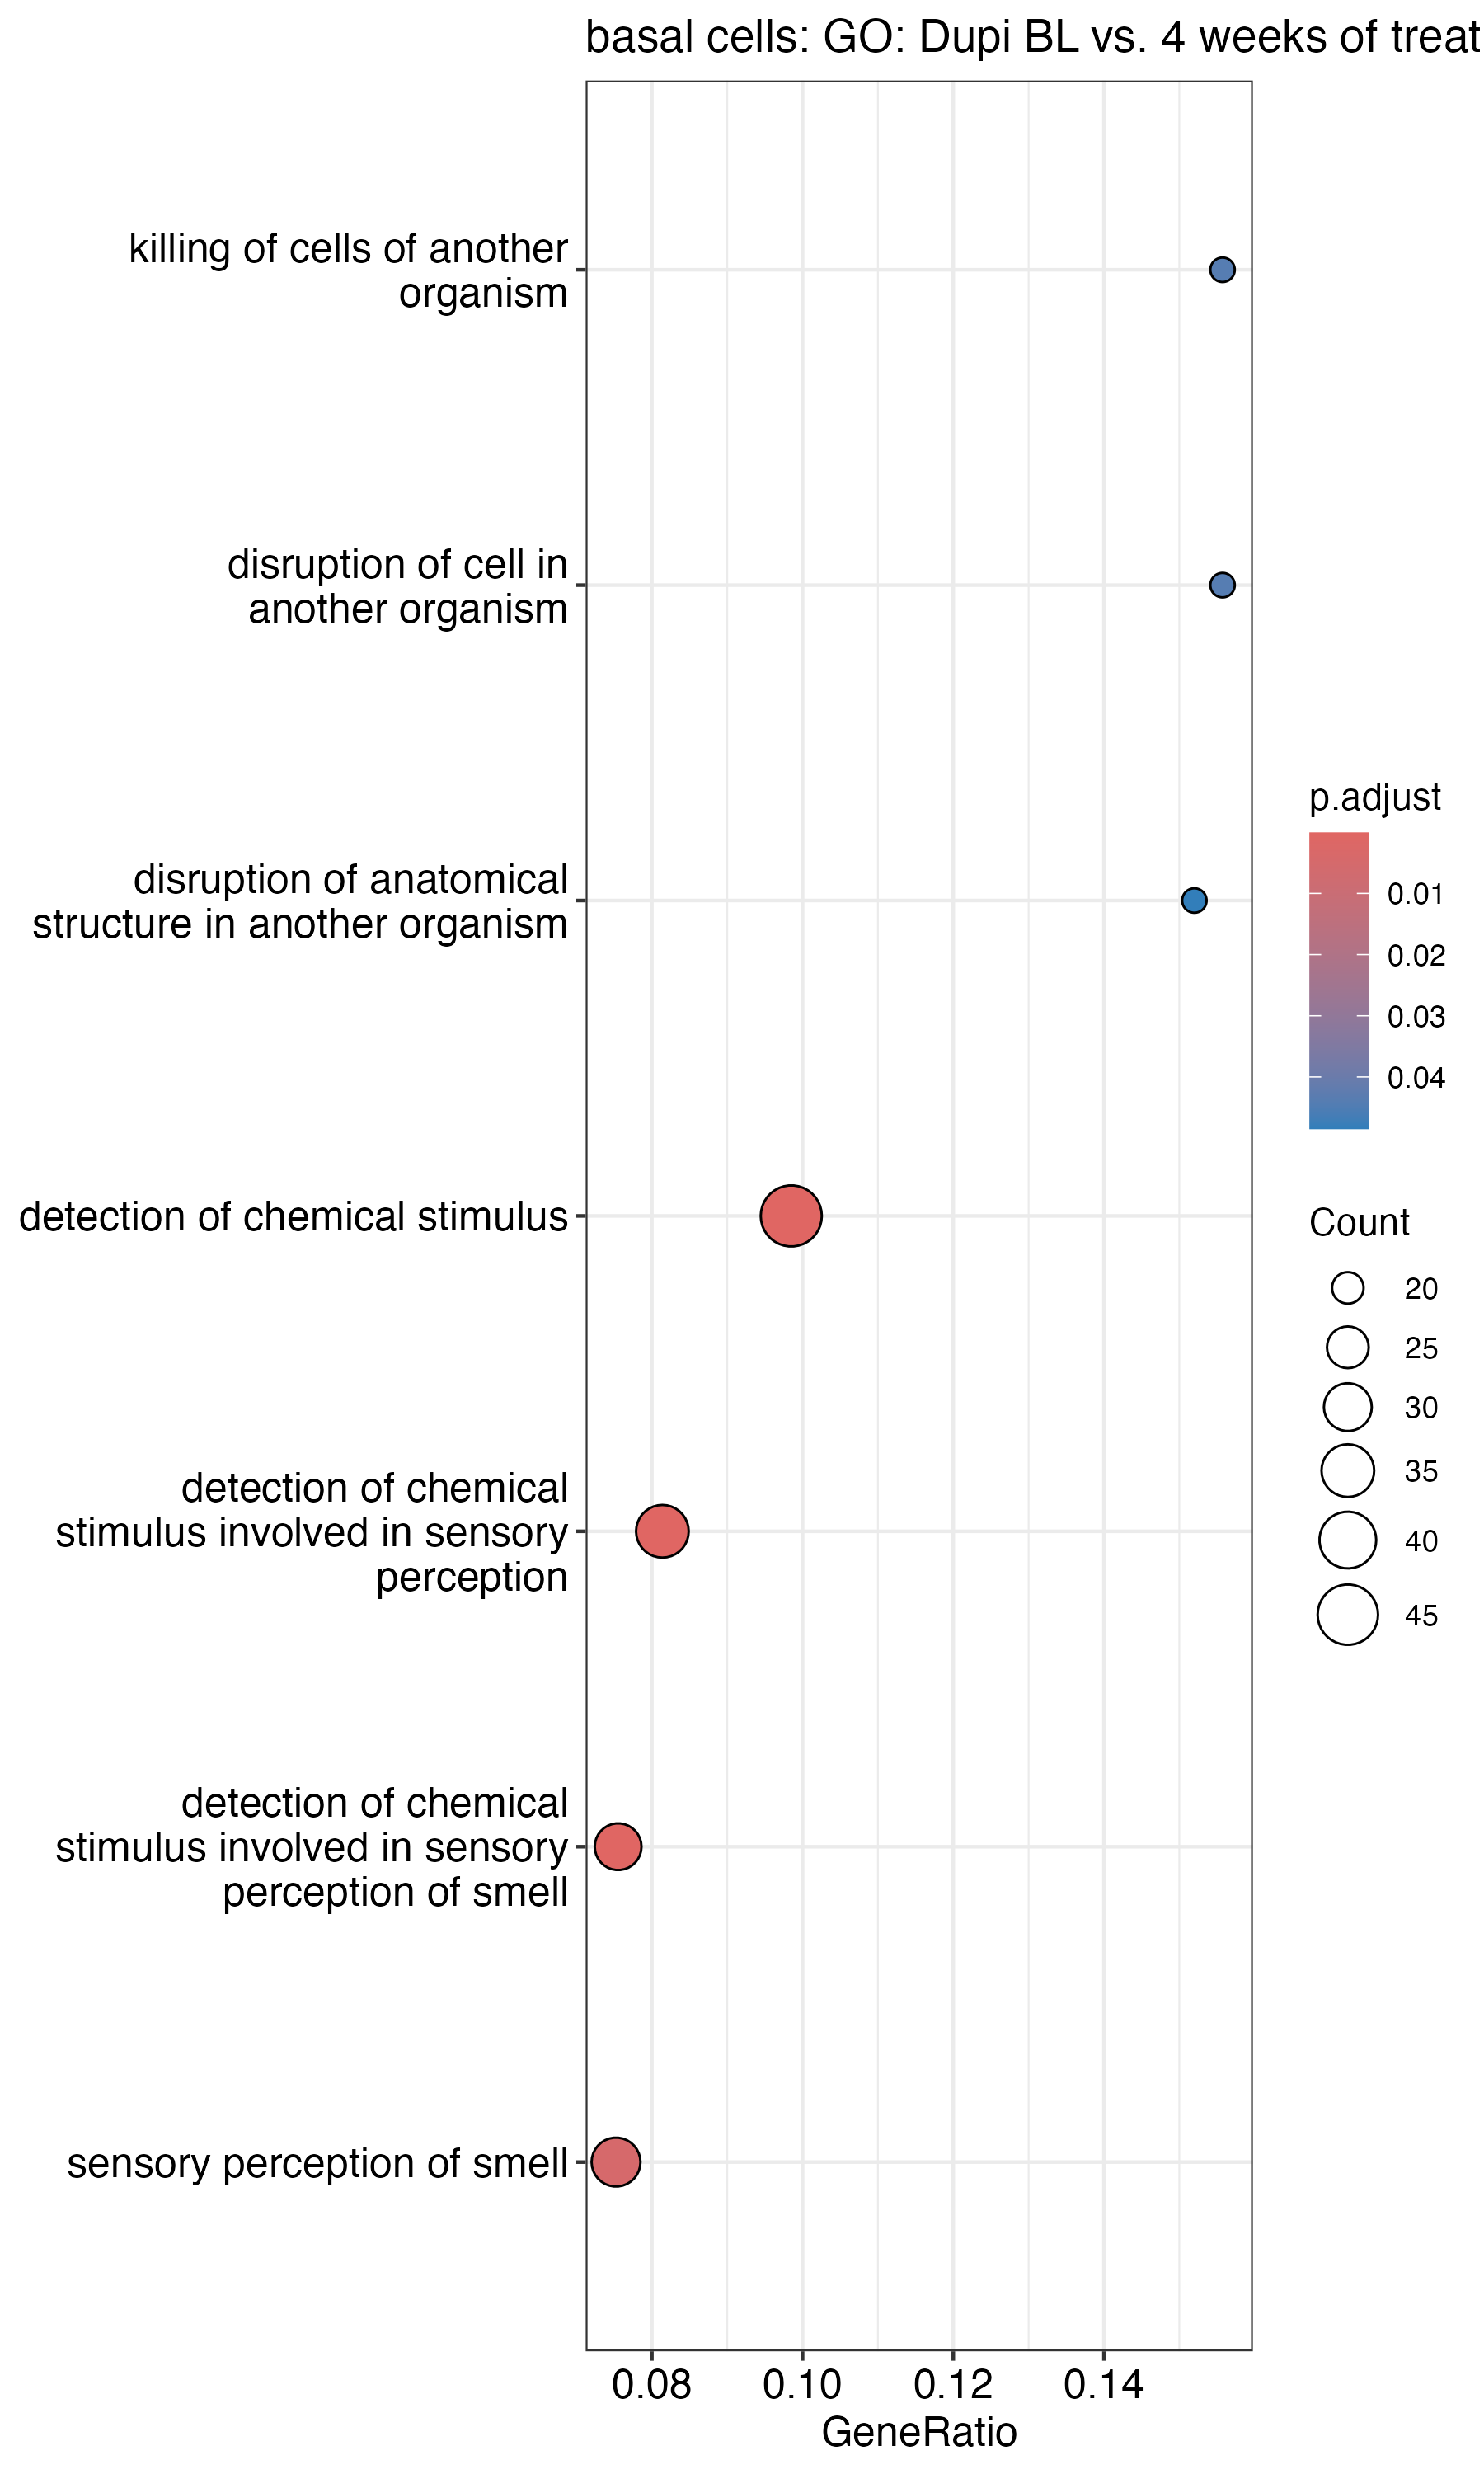 basal cells: GO: Dupi BL vs. 4 weeks of treat
killing of cells of another
organism
disruption of cell in
another organism
disruption of anatomical
structure in another organism
detection of chemical stimulus
detection of chemical
stimulus involved in sensory
perception
detection of chemical
stimulus involved in sensory
perception of smell
sensory perception of smell
0.08
0.10
0.12
0.14
GeneRatio
p.adjust
0.01
0.02
0.03
0.04
Count
20
25
30
35
40
45